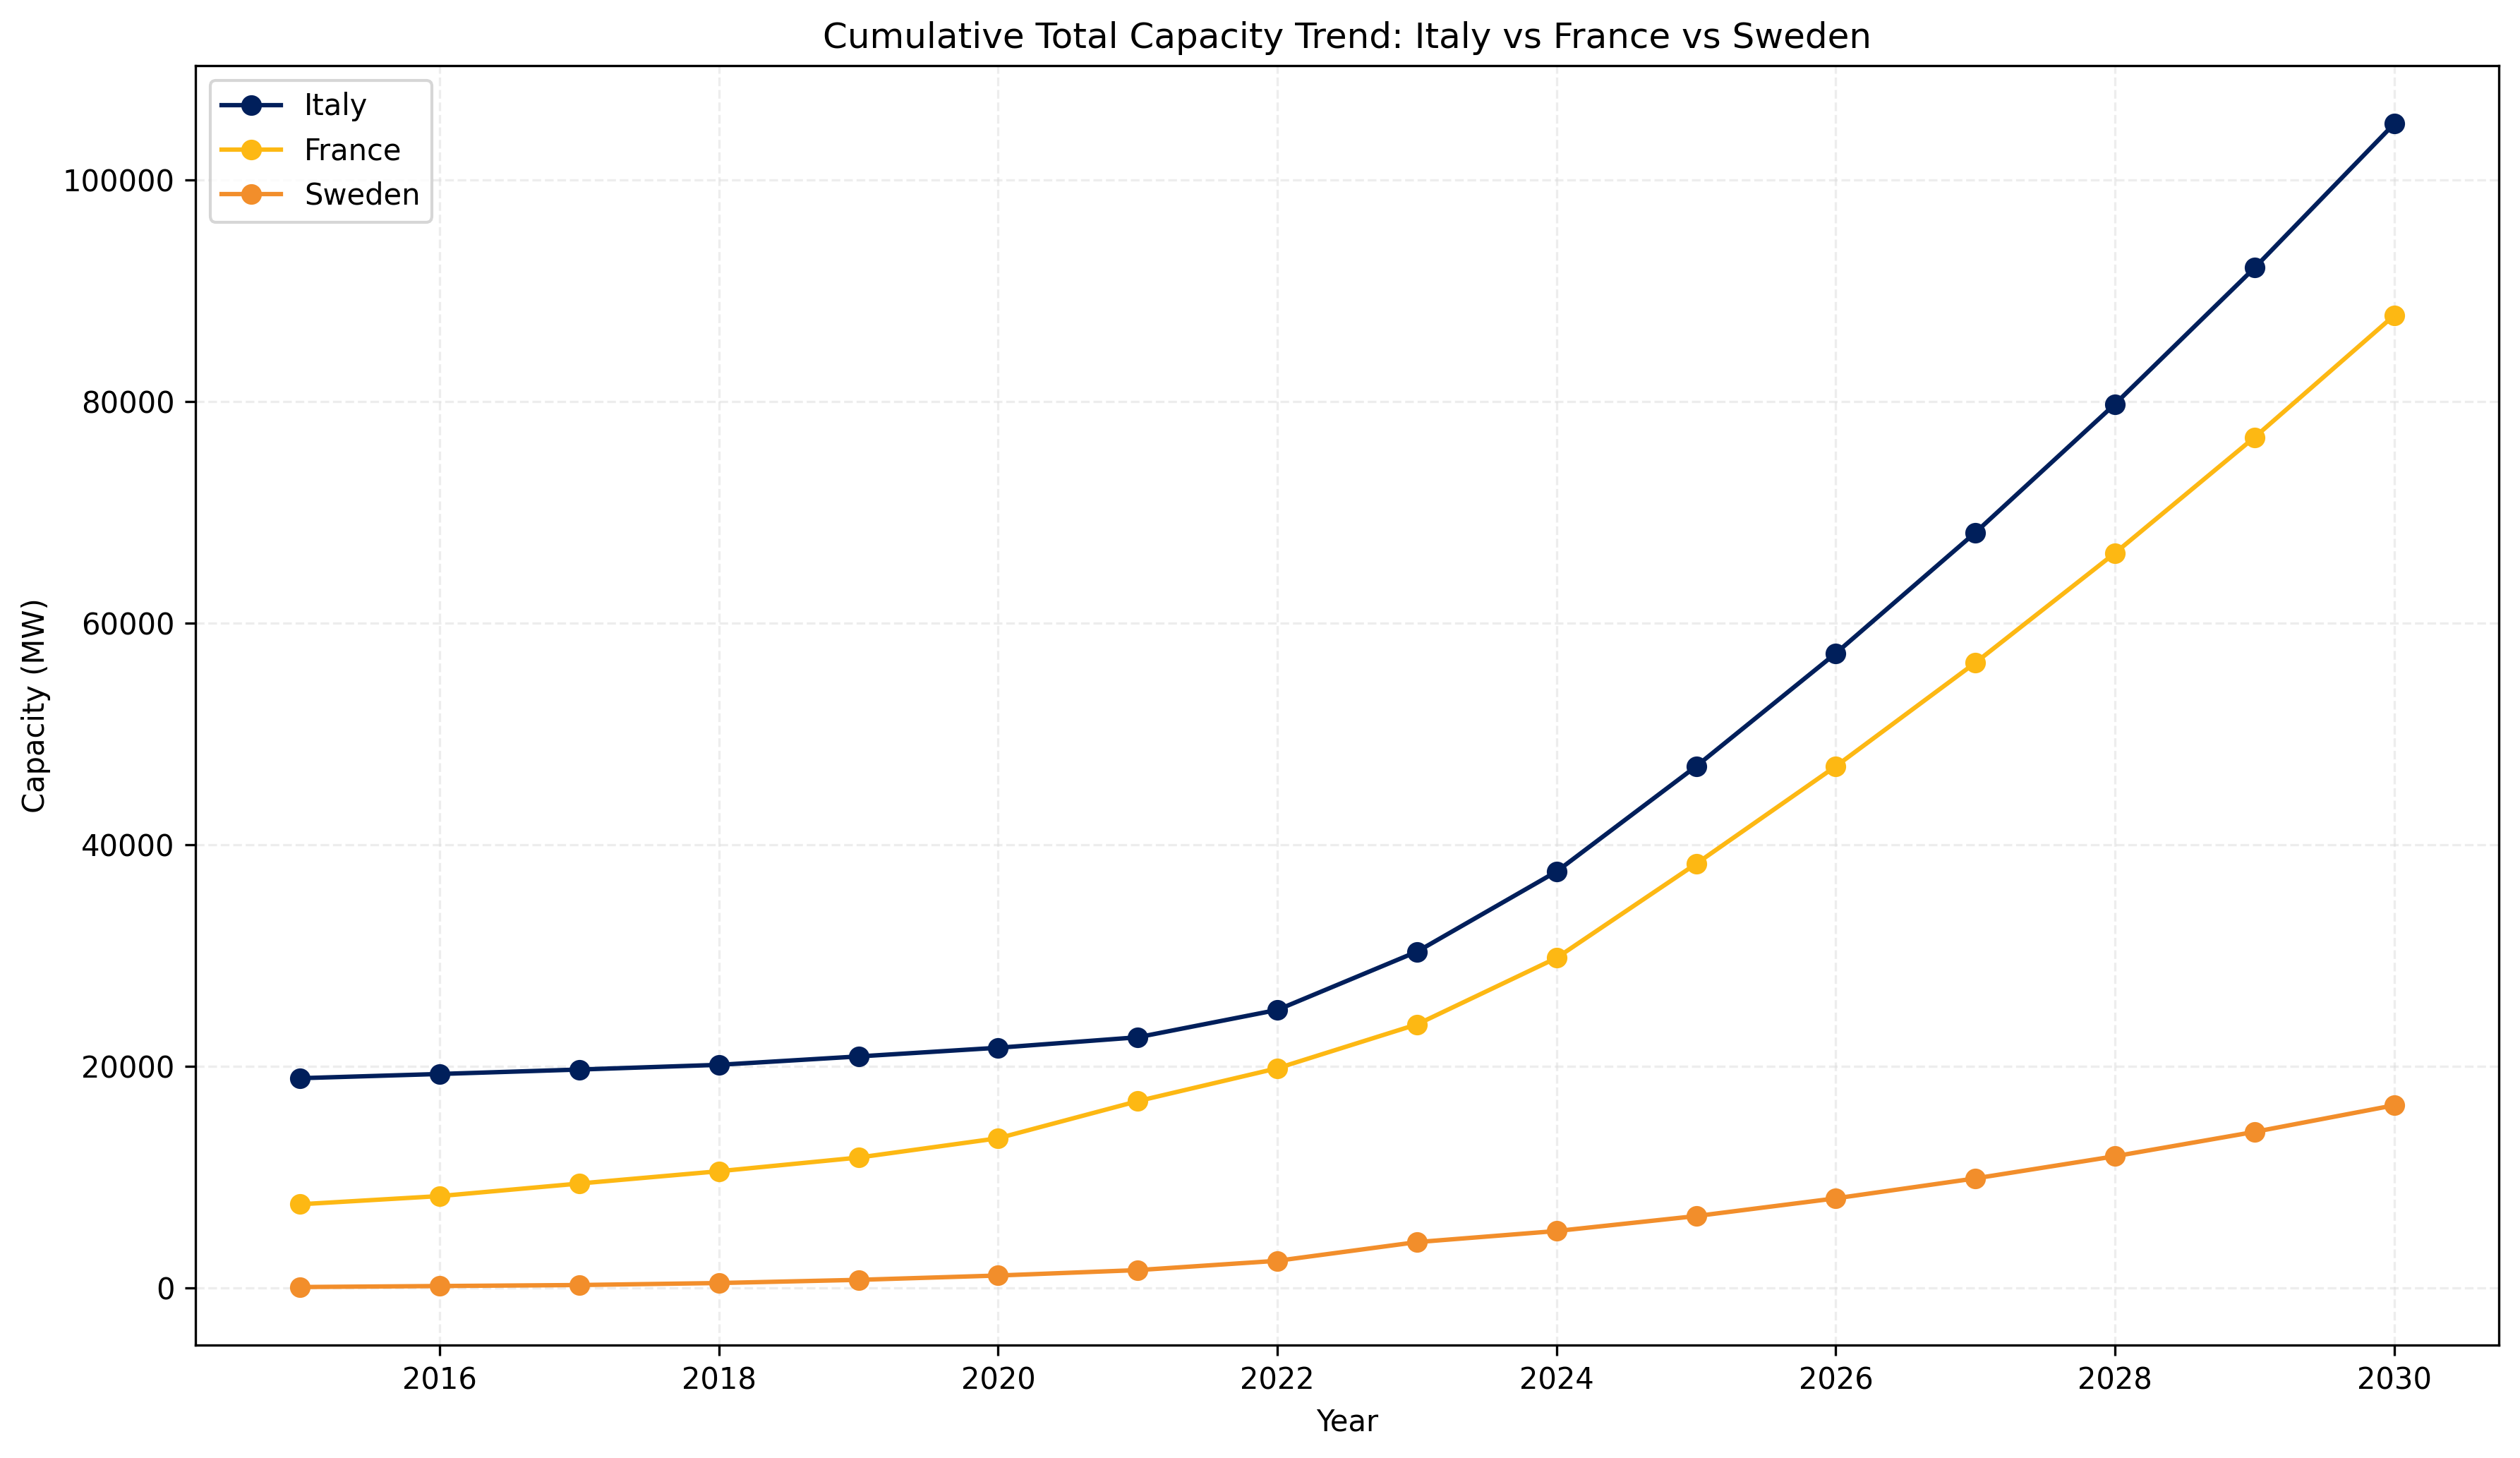 Cumulative Total Capacity Trend: Italy vs France vs Sweden
Italy
France
Sweden
Capacity (MW)
100000
80000
60000
40000
20000
0
2016 2018 2020 2022 2024 2026 2028 2030
Year